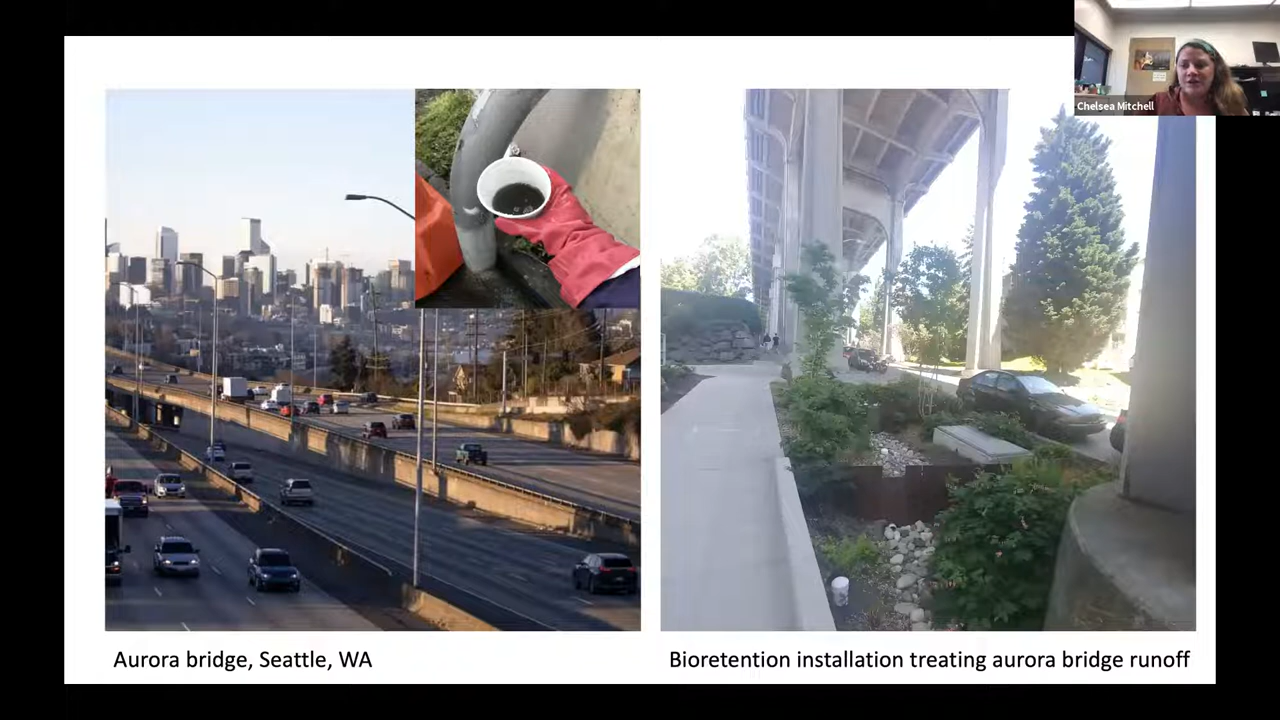 Chelsea Mitchell
Aurora bridge, Seattle, WA
Bioretention installation treating aurora bridge runoff